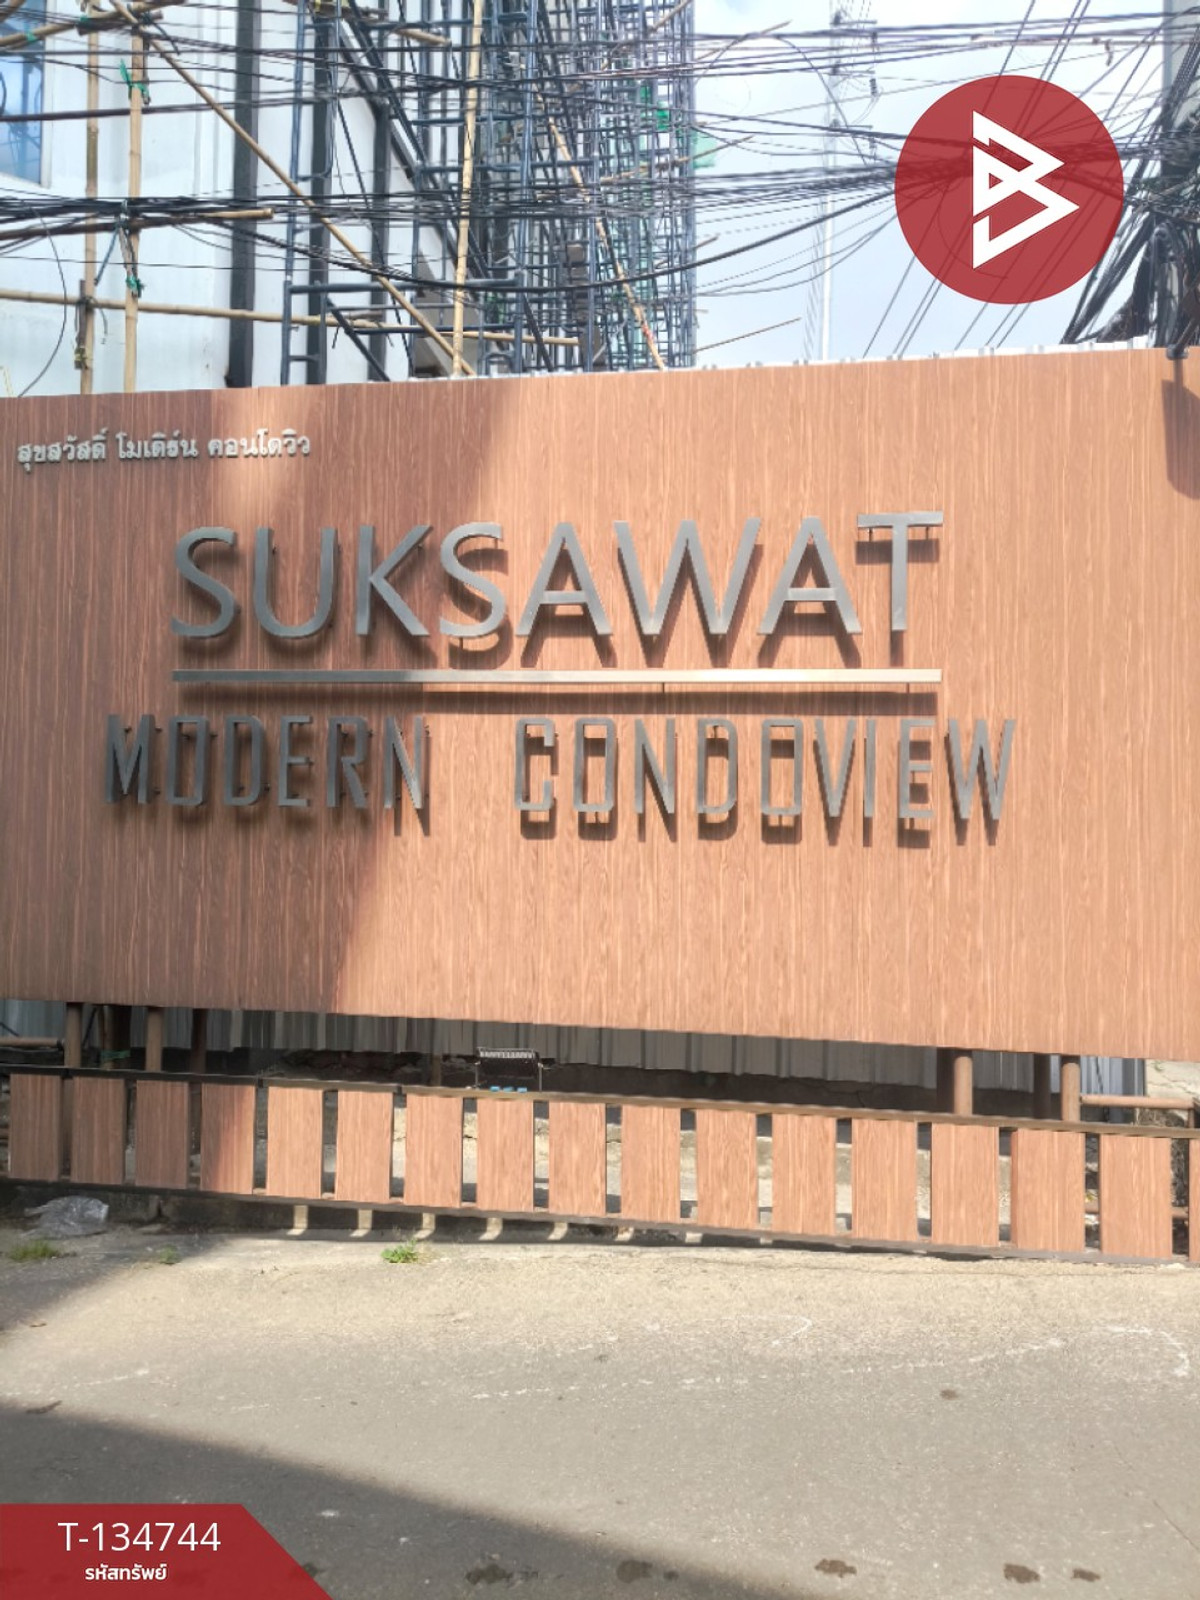 สุขสวัสดิ์ โมเดิร์น คอนโดวิว
SUKSAWAT
MODERN CONDOVIEW
T-134744
รหัสทรัพย์